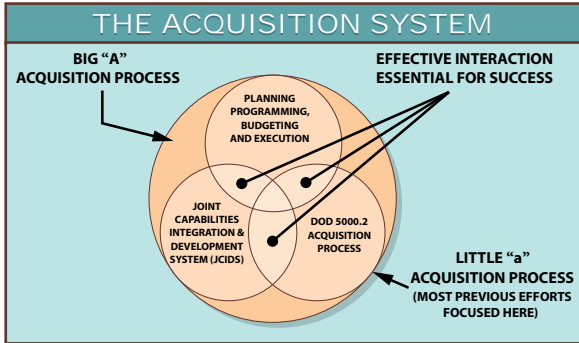 THE ACQUISITION SYSTEM
BIG “A”
ACQUISITION PROCESS
EFFECTIVE INTERACTION
ESSENTIAL FOR SUCCESS
PLANNING
PROGRAMMING,
BUDGETING
AND EXECUTION
JOINT
CAPABILITIES
INTEGRATION &
DEVELOPMENT
SYSTEM (JCIDS)
DOD 5000.2
ACQUISITION
PROCESS
LITTLE “a”
ACQUISITION PROCESS
(MOST PREVIOUS EFFORTS
FOCUSED HERE)